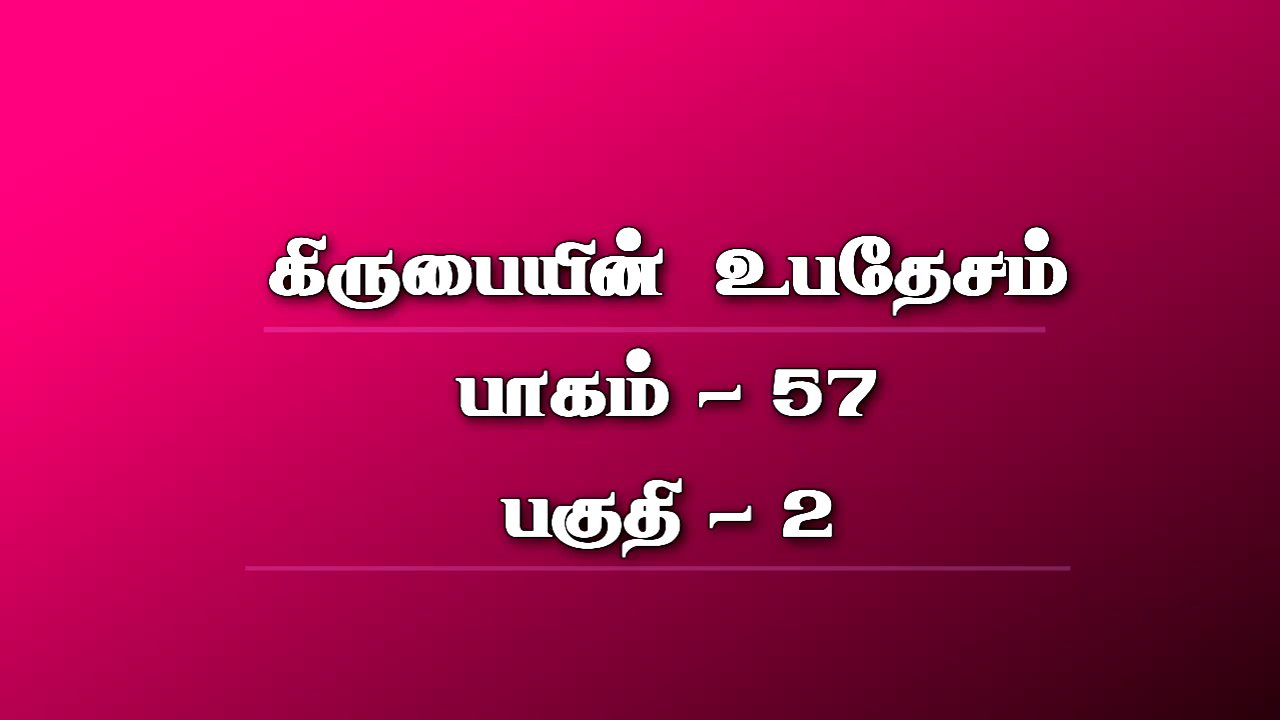 கிருபையின் உபதேசம்
பாகம் - 57
பகுதி - 2